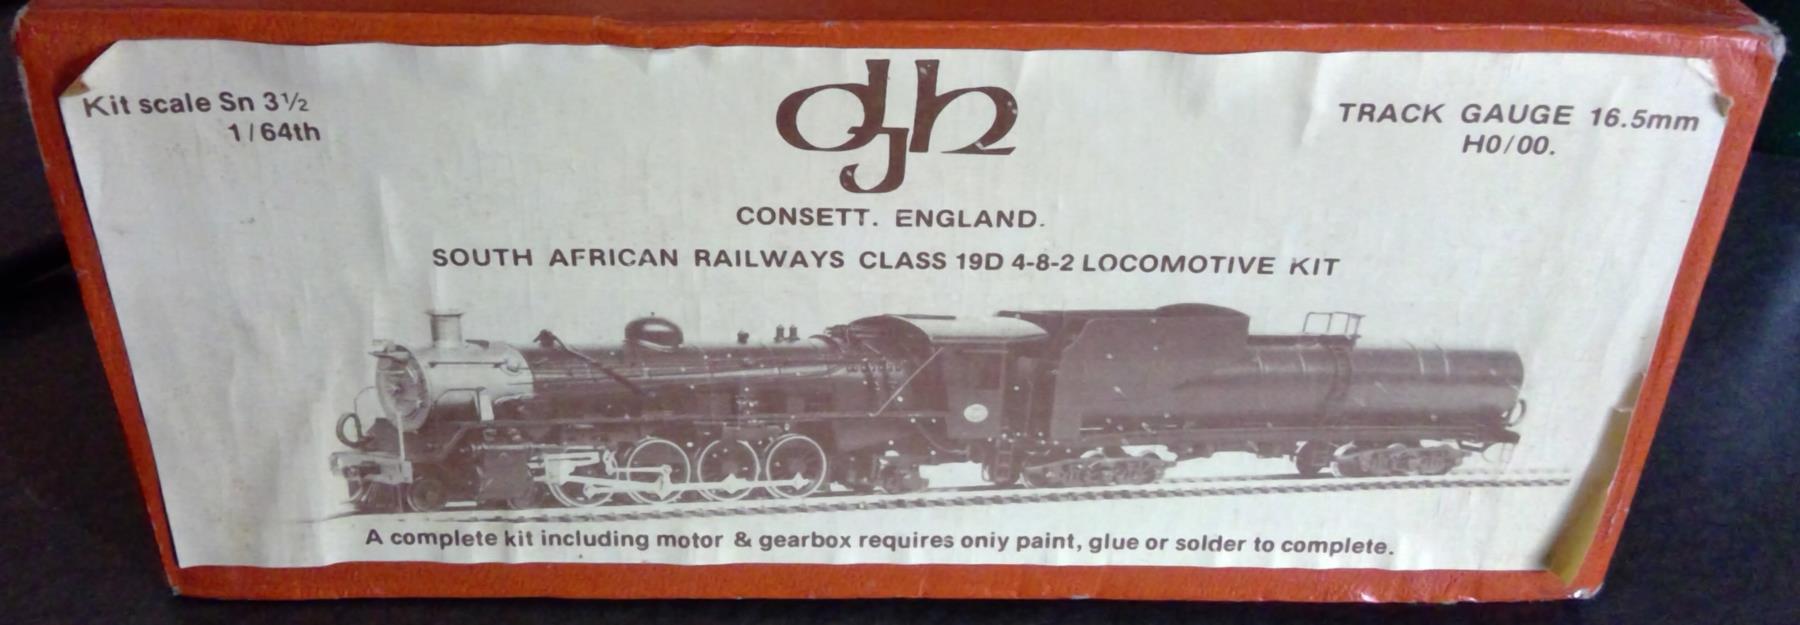 Kit scale Sn 3½
1/64th
djh
TRACK GAUGE 16.5mm
H0/00.
CONSETT. ENGLAND.
SOUTH AFRICAN RAILWAYS CLASS 19D 4-8-2 LOCOMOTIVE KIT
A complete kit including motor & gearbox requires oniy paint, glue or solder to complete.